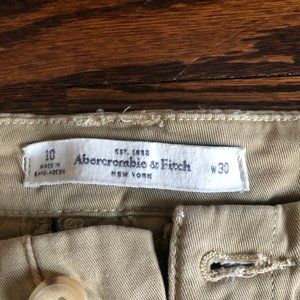 10
MADE IN
BANGLADESH
EST. 1892
Abercrombie & Fitch
NEW YORK
W30